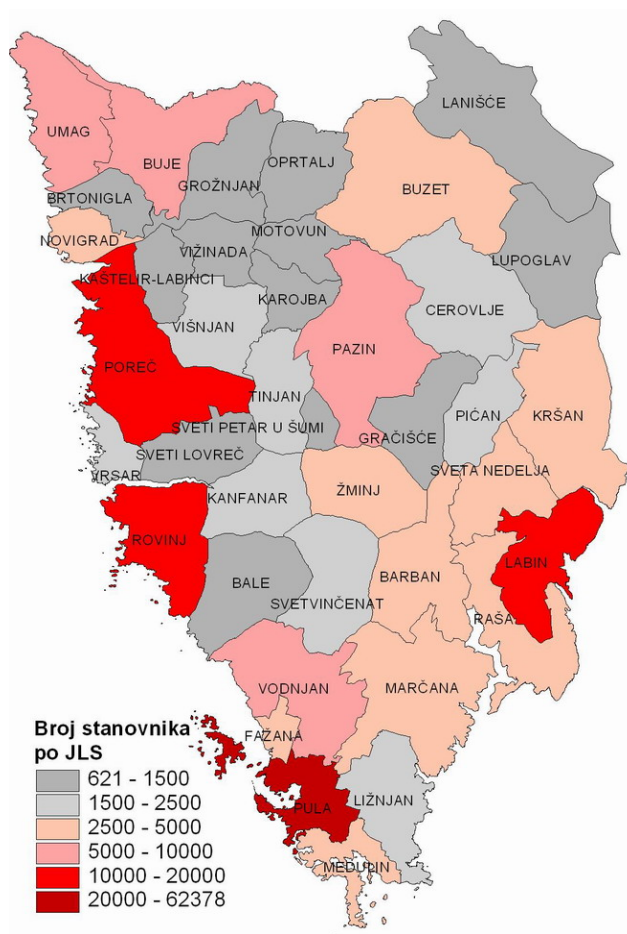 LANIŠĆE
UMAG
BUJE
OPRTALJ
GROŽNJAN
BUZET
BRTONIGLA
MOTOVUN
NOVIGRAD
VIŽINADA
LUPOGLAV
KAŠTELIR-LABINCI
KAROJBA
CEROVLJE
VIŠNJAN
PAZIN
POREČ
TINJAN
PIĆAN
KRŠAN
SVETI PETAR U ŠUMI
GRAČIŠĆE
SVETI LOVREČ
VRSAR
SVETA NEDELJA
KANFANAR
ŽMINJ
ROVINJ
LABIN
BALE
BARBAN
SVETVINČENAT
RAŠA
VODNJAN
MARČANA
FAŽANA
PULA
LIŽNJAN
MEDULIN
Broj stanovnika
po JLS
621 - 1500
1500 - 2500
2500 - 5000
5000 - 10000
10000 - 20000
20000 - 62378